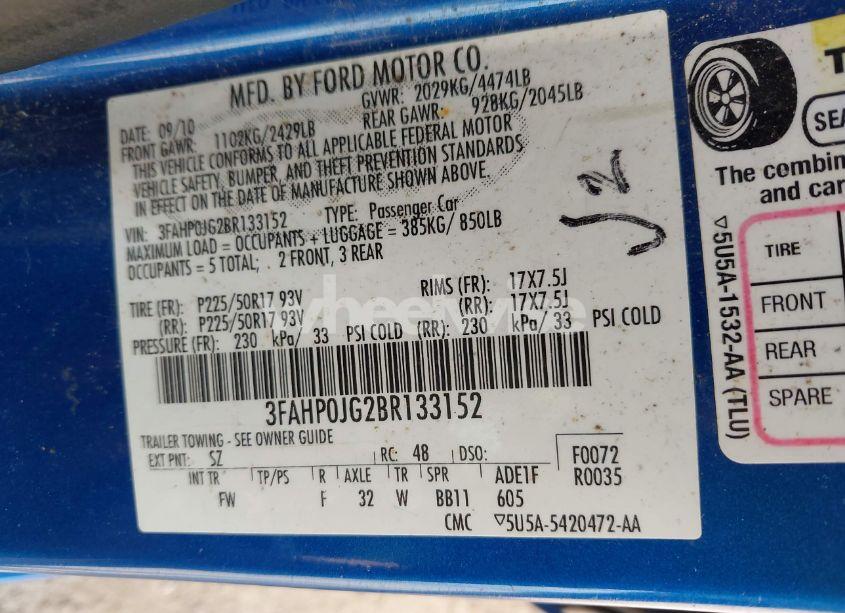 MFD. BY FORD MOTOR CO.
DATE: 09/10 GVWR: 2029KG/4474LB
FRONT GAWR: 1102KG/2429LB REAR GAWR: 928KG/2045LB
THIS VEHICLE CONFORMS TO ALL APPLICABLE FEDERAL MOTOR
VEHICLE SAFETY, BUMPER, AND THEFT PREVENTION STANDARDS
IN EFFECT ON THE DATE OF MANUFACTURE SHOWN ABOVE.
VIN: 3FAHP0JG2BR133152 TYPE: Passenger Car
MAXIMUM LOAD = OCCUPANTS + LUGGAGE = 385KG/ 850LB
OCCUPANTS = 5 TOTAL; 2 FRONT, 3 REAR
TIRE (FR): P225/50R17 93V RIMS (FR): 17X7.5J
(RR): P225/50R17 93V (RR): 17X7.5J
PRESSURE (FR): 230 kPa/ 33 PSI COLD (RR): 230 kPa/ 33 PSI COLD
3FAHP0JG2BR133152
TRAILER TOWING - SEE OWNER GUIDE
EXT PNT: SZ RC: 48 DSO: F0072
INT TR TP/PS R AXLE TR SPR ADE1F R0035
FW F 32 W BB11 605
CMC ▽5U5A-5420472-AA
wheelwire
SEA
The combin
and car
TIRE
FRONT
REAR
SPARE
▽5U5A-1532-AA (TLU)